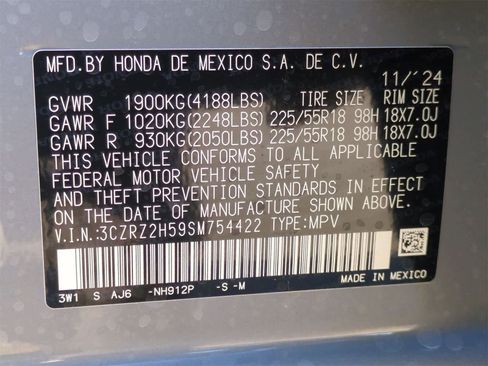 MFD.BY HONDA DE MEXICO S.A. DE C.V.
11/'24
GVWR 1900KG(4188LBS) TIRE SIZE RIM SIZE
GAWR F 1020KG(2248LBS) 225/55R18 98H 18X7.0J
GAWR R 930KG(2050LBS) 225/55R18 98H 18X7.0J
THIS VEHICLE CONFORMS TO ALL APPLICABLE
FEDERAL MOTOR VEHICLE SAFETY
AND THEFT PREVENTION STANDARDS IN EFFECT
ON THE DATE OF MANUFACTURE SHOWN ABOVE.
V.I.N.:3CZRZ2H59SM754422 TYPE:MPV
3W1 S AJ6 -NH912P -S -M
MADE IN MEXICO